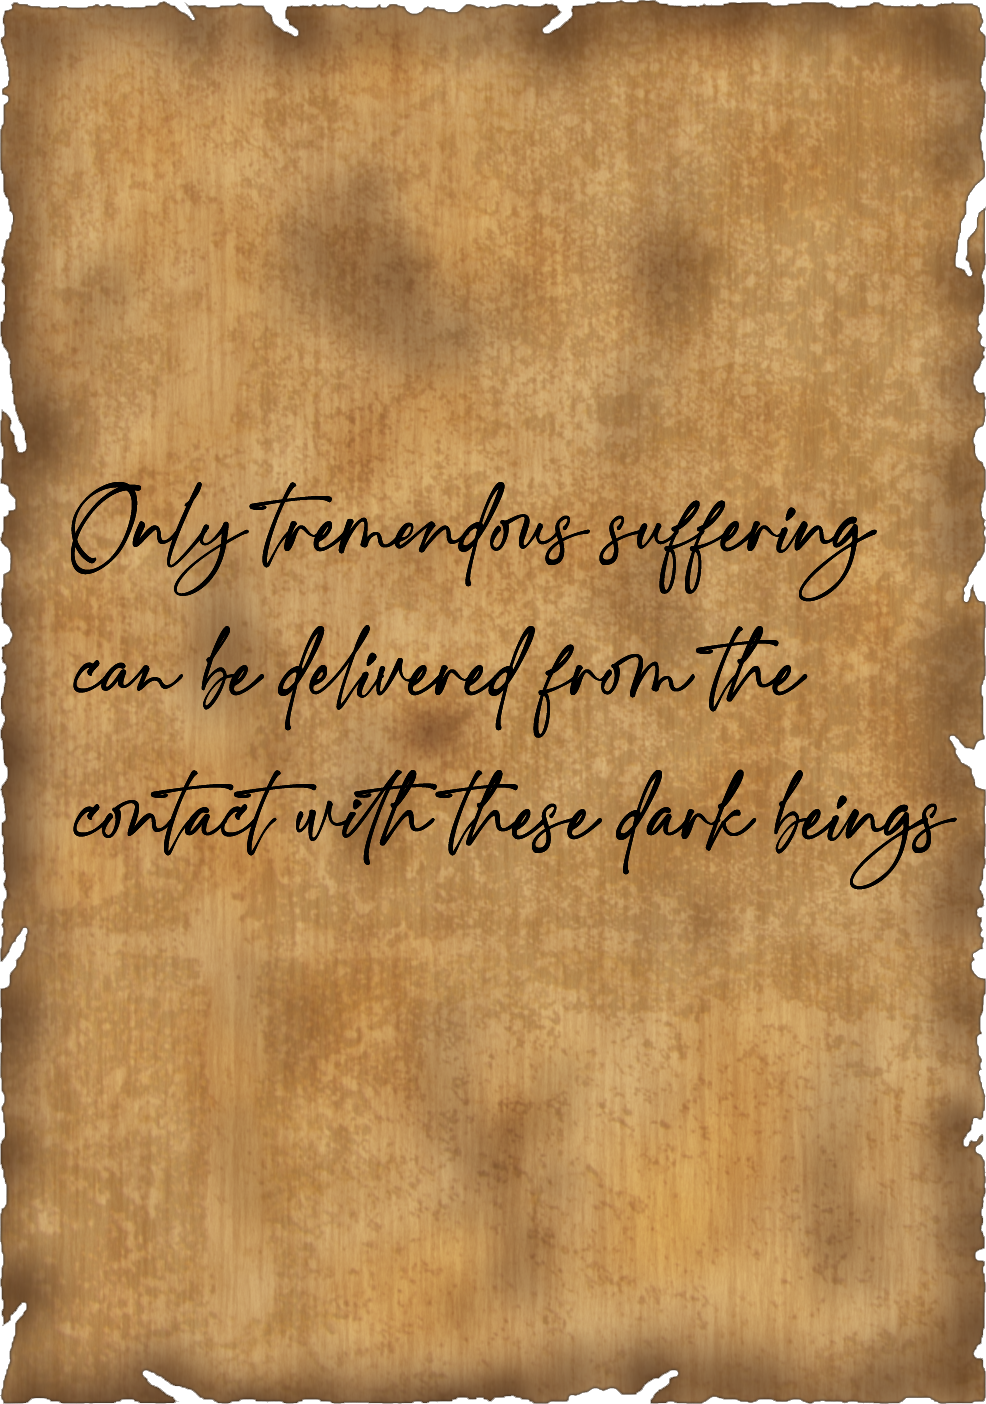 Only tremendous suffering
can be delivered from the
contact with these dark beings